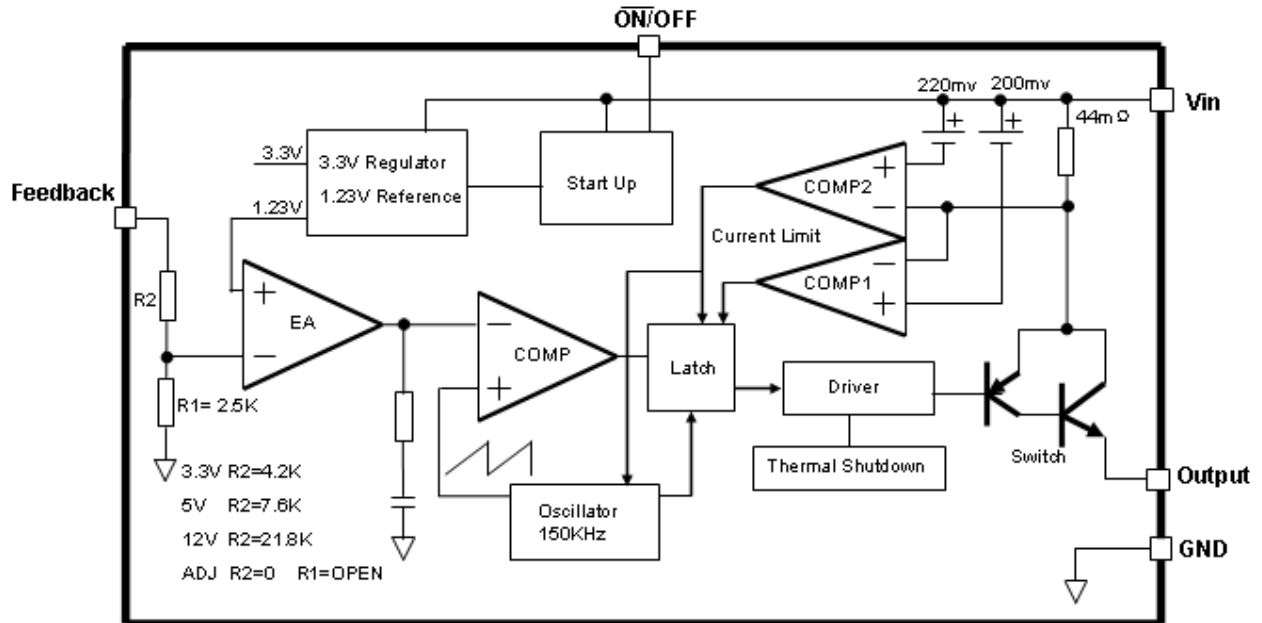 ON/OFF
220mv 200mv
Vin
44mΩ
3.3V
3.3V Regulator
1.23V Reference
1.23V
Start Up
Feedback
+
COMP2
−
Current Limit
−
COMP1
+
R2
+
EA
−
−
COMP
+
Latch
Driver
R1= 2.5K
Thermal Shutdown
Switch
3.3V R2=4.2K
5V R2=7.6K
12V R2=21.8K
ADJ R2=0 R1=OPEN
Oscillator
150KHz
Output
GND